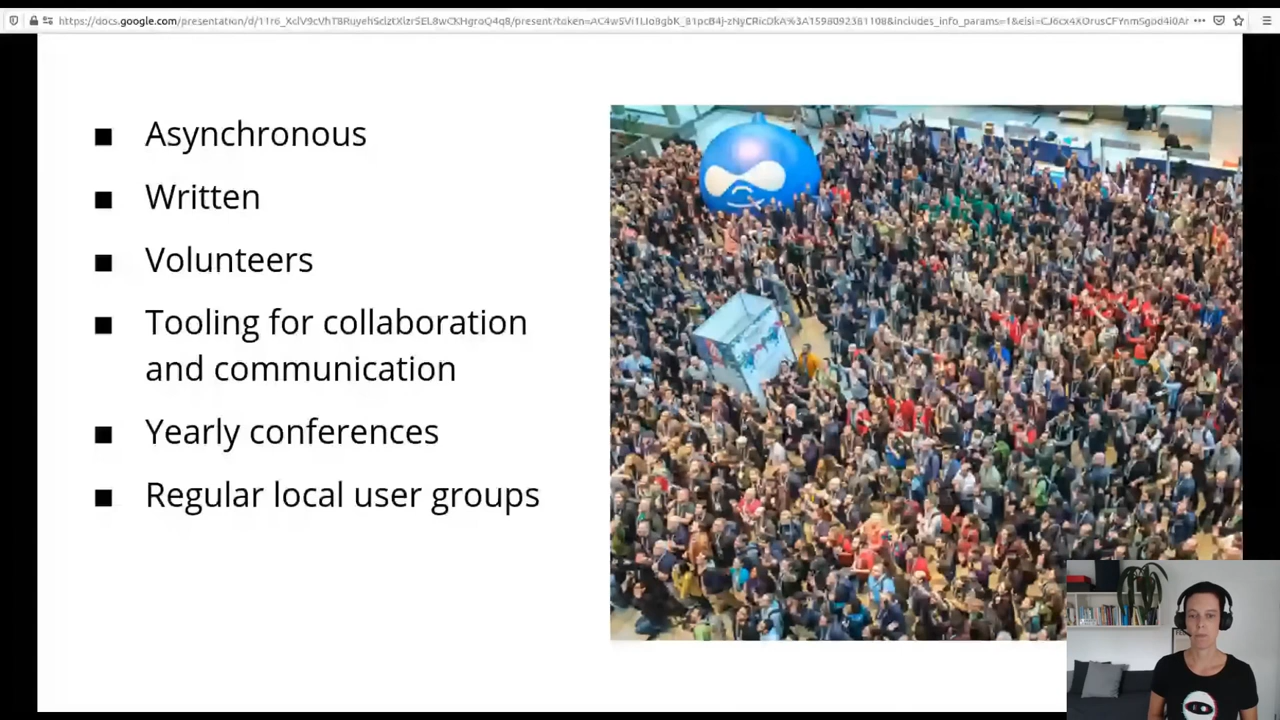 Asynchronous
Written
Volunteers
Tooling for collaboration
and communication
Yearly conferences
Regular local user groups